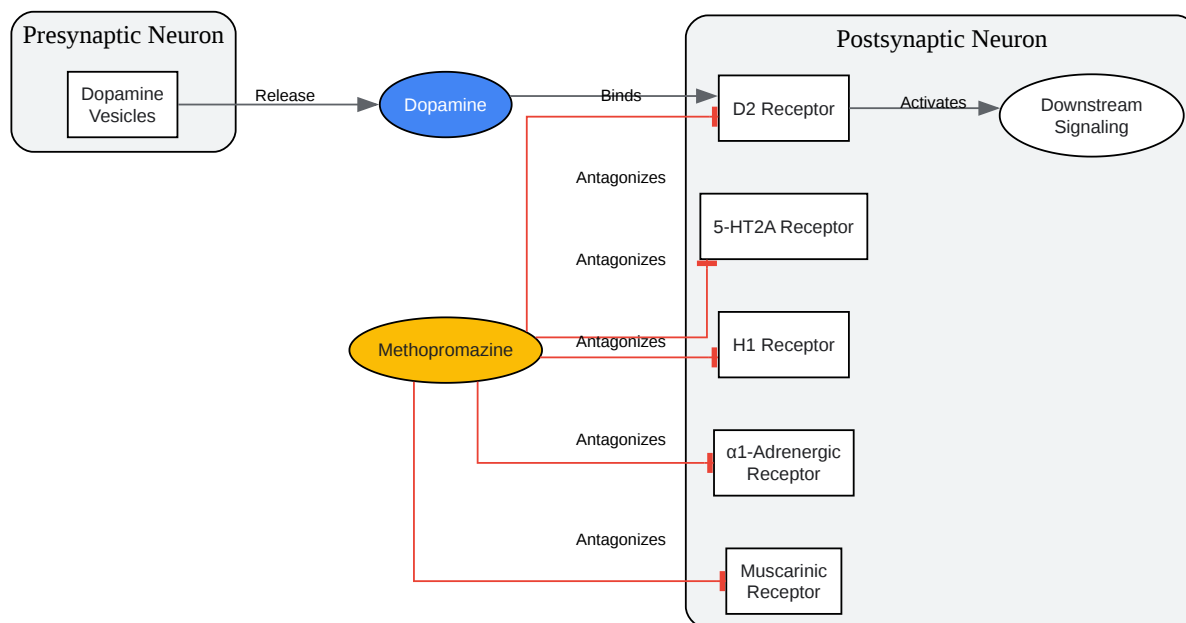 Presynaptic Neuron
Dopamine
Vesicles
Release
Dopamine
Binds
Postsynaptic Neuron
D2 Receptor
Activates
Downstream
Signaling
Antagonizes
5-HT2A Receptor
Antagonizes
Methopromazine
Antagonizes
H1 Receptor
Antagonizes
α1-Adrenergic
Receptor
Antagonizes
Muscarinic
Receptor